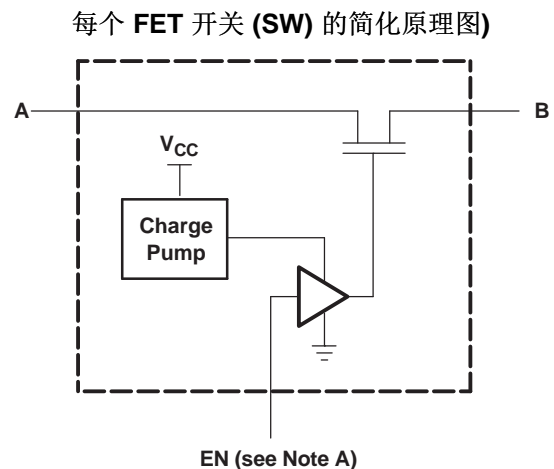 每个 FET 开关 (SW) 的简化原理图)
A
B
VCC
Charge
Pump
EN (see Note A)